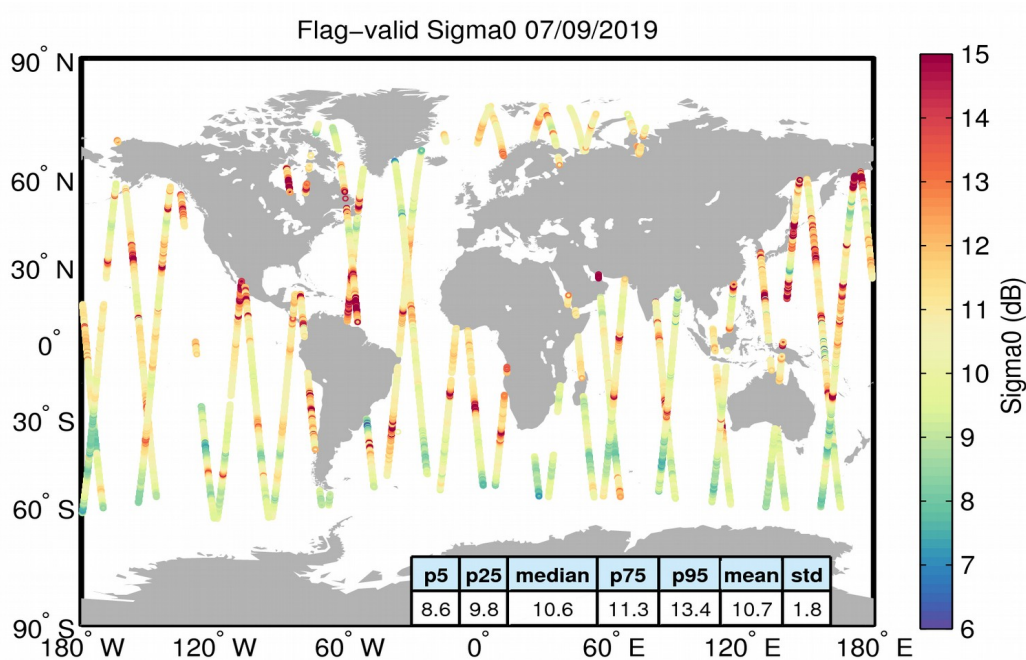 Flag−valid Sigma0 07/09/2019
90° N
60° N
30° N
0°
30° S
60° S
90° S
180° W 120° W 60° W 0° 60° E 120° E 180° E
p5 p25 median p75 p95 mean std
8.6 9.8 10.6 11.3 13.4 10.7 1.8
15
14
13
12
11
10
9
8
7
6
Sigma0 (dB)